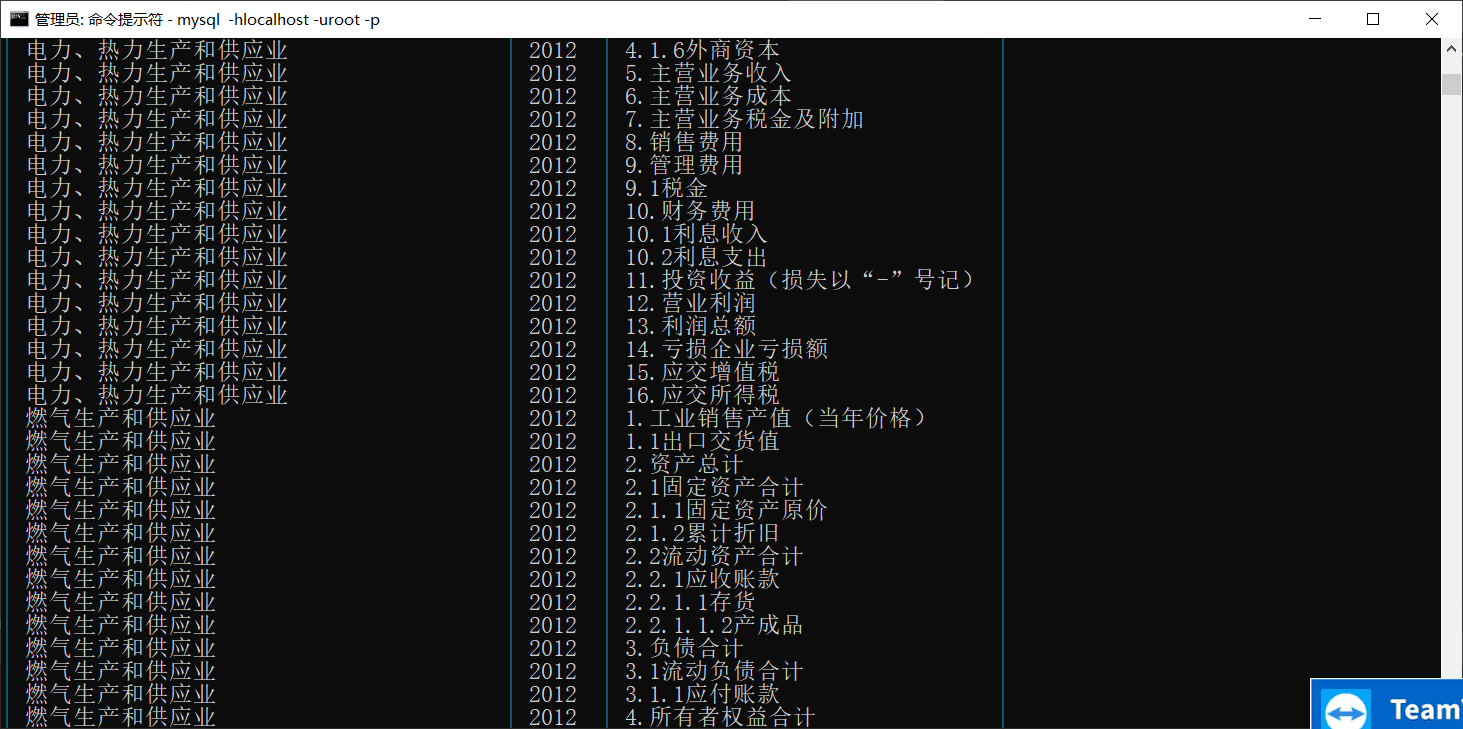 管理员: 命令提示符 - mysql  -hlocalhost -uroot -p
电力、热力生产和供应业 2012 4.1.6外商资本
电力、热力生产和供应业 2012 5.主营业务收入
电力、热力生产和供应业 2012 6.主营业务成本
电力、热力生产和供应业 2012 7.主营业务税金及附加
电力、热力生产和供应业 2012 8.销售费用
电力、热力生产和供应业 2012 9.管理费用
电力、热力生产和供应业 2012 9.1税金
电力、热力生产和供应业 2012 10.财务费用
电力、热力生产和供应业 2012 10.1利息收入
电力、热力生产和供应业 2012 10.2利息支出
电力、热力生产和供应业 2012 11.投资收益（损失以“-”号记）
电力、热力生产和供应业 2012 12.营业利润
电力、热力生产和供应业 2012 13.利润总额
电力、热力生产和供应业 2012 14.亏损企业亏损额
电力、热力生产和供应业 2012 15.应交增值税
电力、热力生产和供应业 2012 16.应交所得税
燃气生产和供应业 2012 1.工业销售产值（当年价格）
燃气生产和供应业 2012 1.1出口交货值
燃气生产和供应业 2012 2.资产总计
燃气生产和供应业 2012 2.1固定资产合计
燃气生产和供应业 2012 2.1.1固定资产原价
燃气生产和供应业 2012 2.1.2累计折旧
燃气生产和供应业 2012 2.2流动资产合计
燃气生产和供应业 2012 2.2.1应收账款
燃气生产和供应业 2012 2.2.1.1存货
燃气生产和供应业 2012 2.2.1.1.2产成品
燃气生产和供应业 2012 3.负债合计
燃气生产和供应业 2012 3.1流动负债合计
燃气生产和供应业 2012 3.1.1应付账款
燃气生产和供应业 2012 4.所有者权益合计
Team